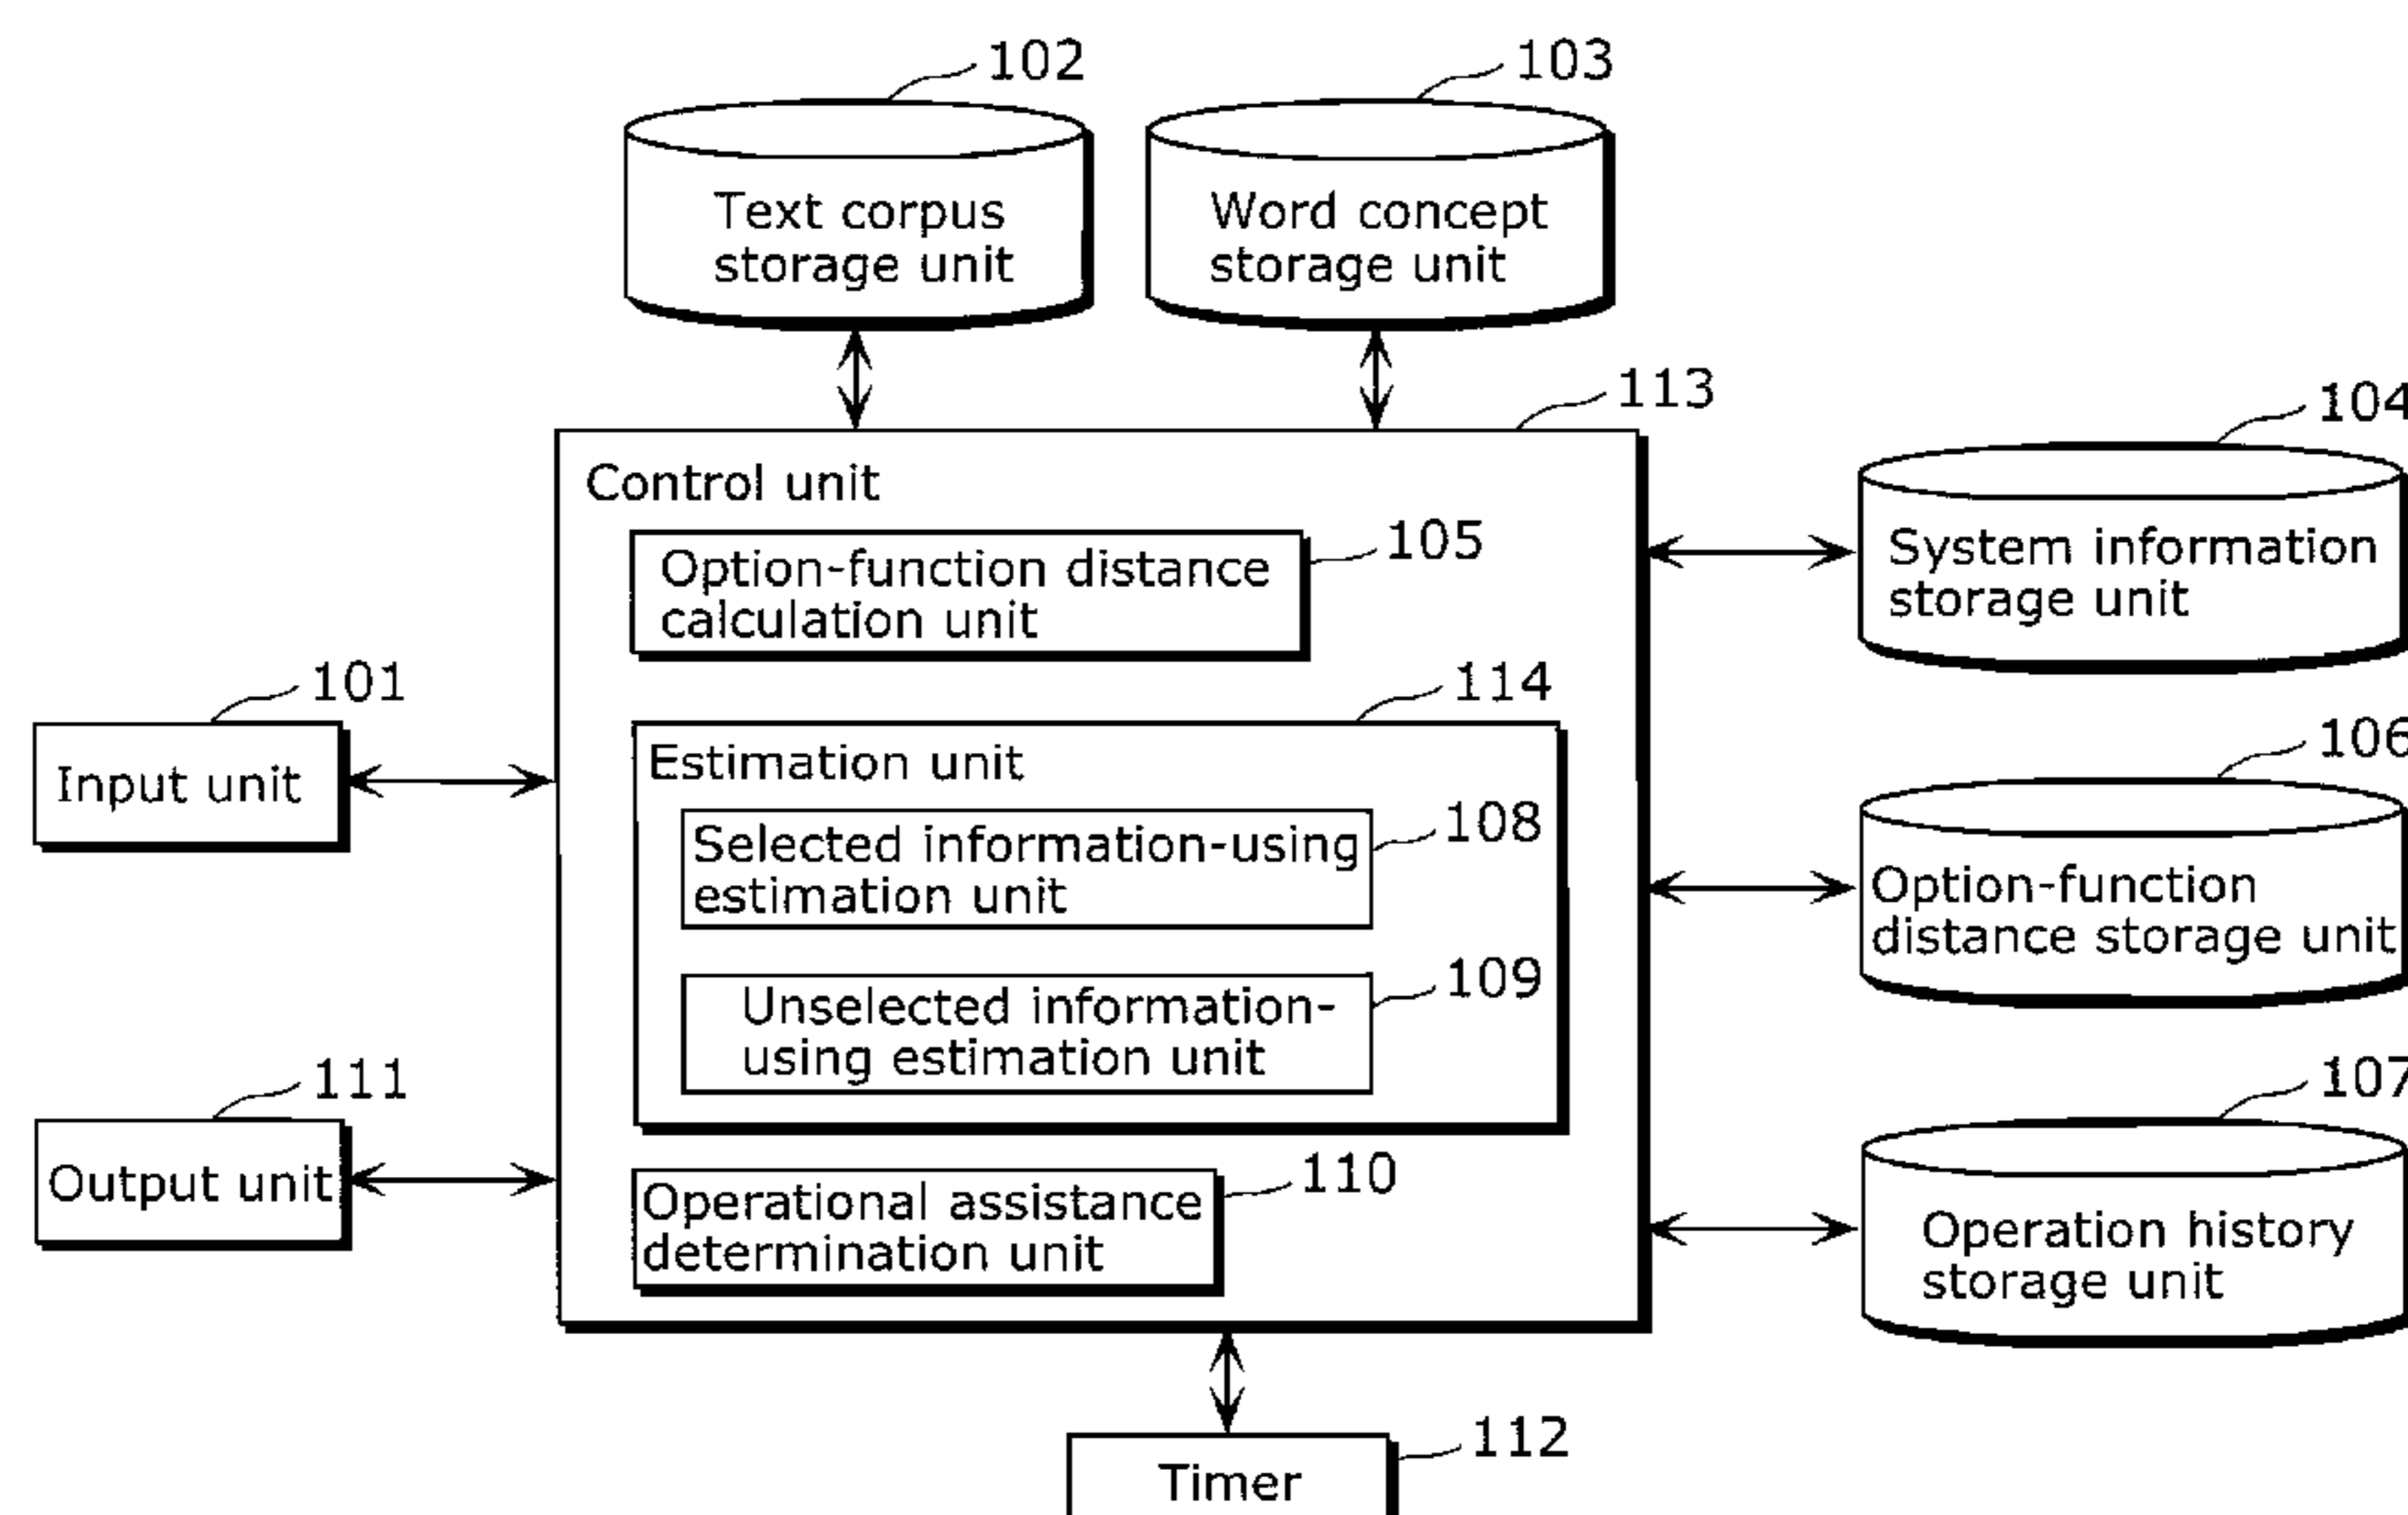 102
103
Text corpus
storage unit
Word concept
storage unit
113
104
Control unit
105
Option-function distance
calculation unit
System information
storage unit
101
114
106
Input unit
Estimation unit
108
Selected information-using
estimation unit
Option-function
distance storage unit
109
Unselected information-
using estimation unit
111
107
Output unit
110
Operational assistance
determination unit
Operation history
storage unit
112
Timer